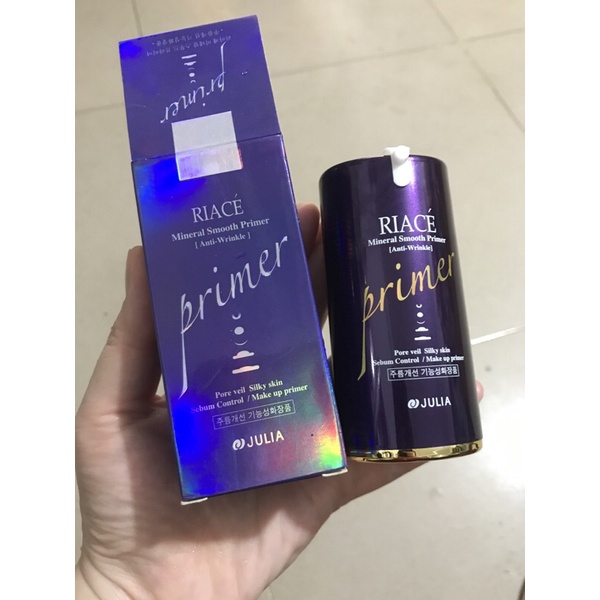 primer
RIACÉ
Mineral Smooth Primer
[Anti-Wrinkle]
primer
Pore veil Silky skin
Sebum Control / Make up primer
주름개선 기능성화장품
JULIA
RIACÉ
Mineral Smooth Primer
[Anti-Wrinkle]
primer
Pore veil Silky skin
Sebum Control / Make up primer
주름개선 기능성화장품
JULIA